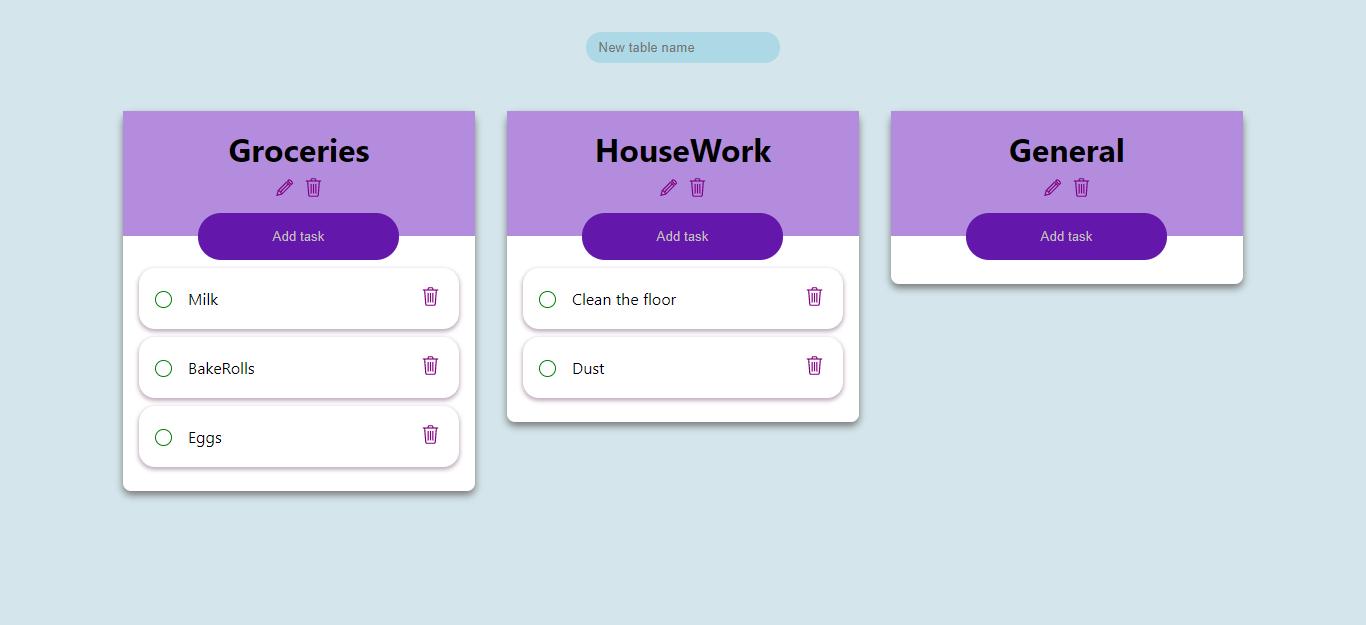 New table name
Groceries
Add task
Milk
BakeRolls
Eggs
HouseWork
Add task
Clean the floor
Dust
General
Add task